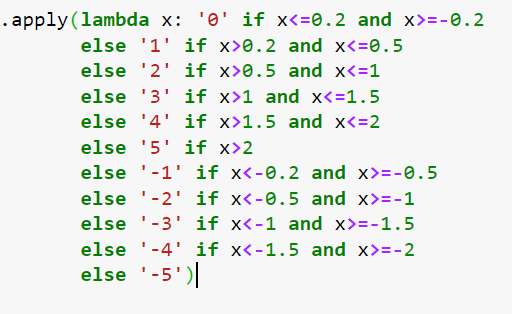 .apply(lambda x: '0' if x<=0.2 and x>=-0.2
else '1' if x>0.2 and x<=0.5
else '2' if x>0.5 and x<=1
else '3' if x>1 and x<=1.5
else '4' if x>1.5 and x<=2
else '5' if x>2
else '-1' if x<-0.2 and x>=-0.5
else '-2' if x<-0.5 and x>=-1
else '-3' if x<-1 and x>=-1.5
else '-4' if x<-1.5 and x>=-2
else '-5')